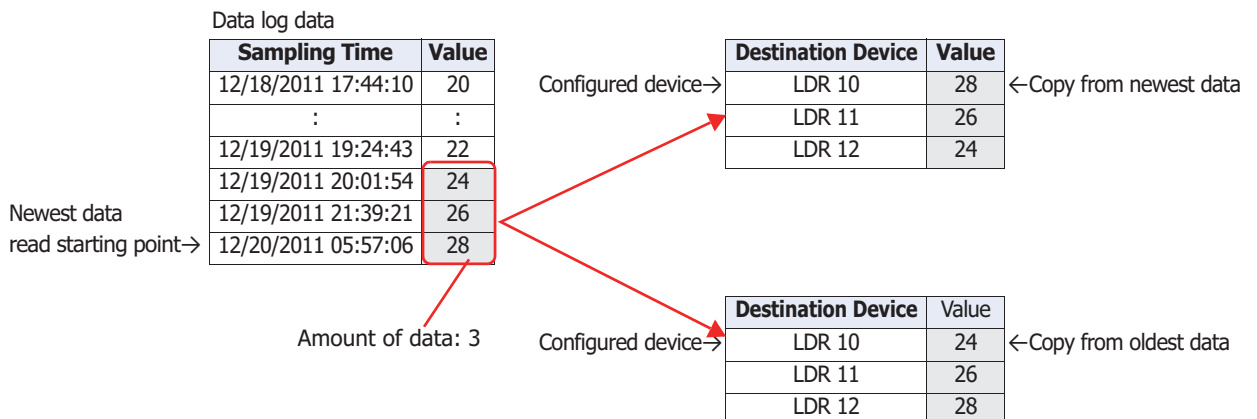 Data log data
Sampling Time Value
12/18/2011 17:44:10 20
: :
12/19/2011 19:24:43 22
12/19/2011 20:01:54 24
12/19/2011 21:39:21 26
12/20/2011 05:57:06 28
Newest data
read starting point→
Amount of data: 3
Destination Device Value
Configured device→ LDR 10 28 ←Copy from newest data
LDR 11 26
LDR 12 24
Destination Device Value
Configured device→ LDR 10 24 ←Copy from oldest data
LDR 11 26
LDR 12 28